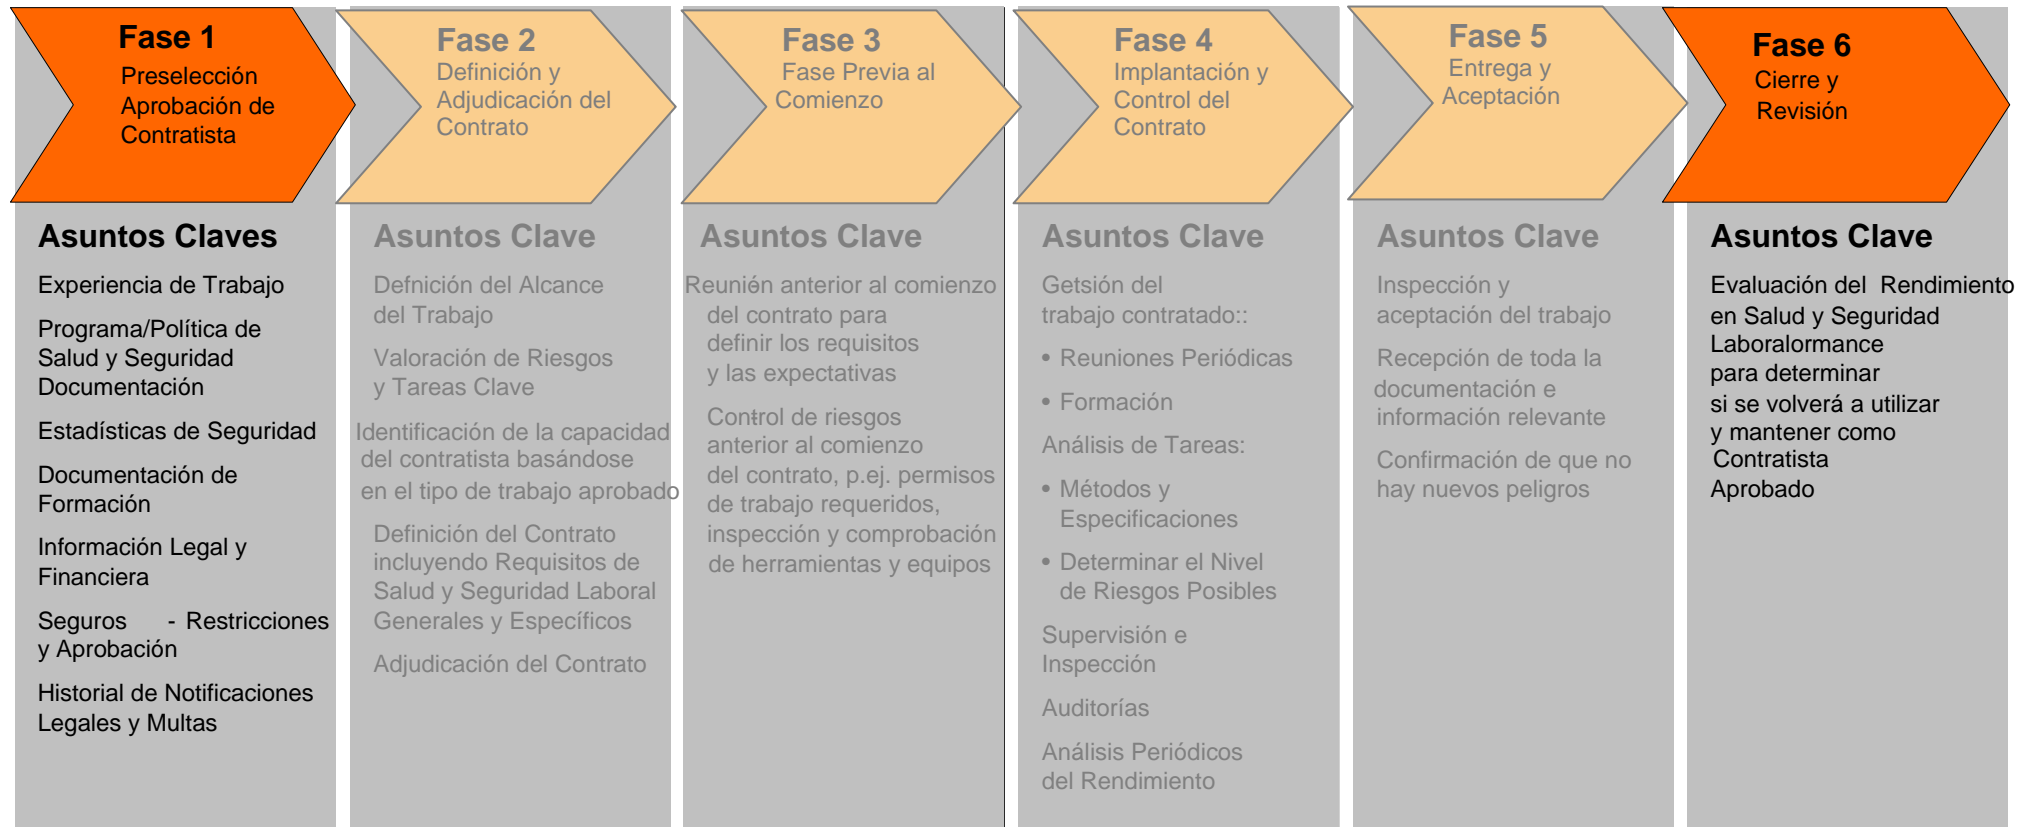 Fase 1
Preselección
Aprobación de
Contratista
Asuntos Claves
Experiencia de Trabajo
Programa/Política de
Salud y Seguridad
Documentación
Estadísticas de Seguridad
Documentación de
Formación
Información Legal y
Financiera
Seguros - Restricciones
y Aprobación
Historial de Notificaciones
Legales y Multas
Fase 2
Definición y
Adjudicación del
Contrato
Asuntos Clave
Defnición del Alcance
del Trabajo
Valoración de Riesgos
y Tareas Clave
Identificación de la capacidad
del contratista basándose
en el tipo de trabajo aprobado
Definición del Contrato
incluyendo Requisitos de
Salud y Seguridad Laboral
Generales y Específicos
Adjudicación del Contrato
Fase 3
Fase Previa al
Comienzo
Asuntos Clave
Reunión anterior al comienzo
del contrato para
definir los requisitos
y las expectativas
Control de riesgos
anterior al comienzo
del contrato, p.ej. permisos
de trabajo requeridos,
inspección y comprobación
de herramientas y equipos
Fase 4
Implantación y
Control del
Contrato
Asuntos Clave
Getsión del
trabajo contratado::
• Reuniones Periódicas
• Formación
Análisis de Tareas:
• Métodos y
Especificaciones
• Determinar el Nivel
de Riesgos Posibles
Supervisión e
Inspección
Auditorías
Análisis Periódicos
del Rendimiento
Fase 5
Entrega y
Aceptación
Asuntos Clave
Inspección y
aceptación del trabajo
Recepción de toda la
documentación e
información relevante
Confirmación de que no
hay nuevos peligros
Fase 6
Cierre y
Revisión
Asuntos Clave
Evaluación del Rendimiento
en Salud y Seguridad
Laboralormance
para determinar
si se volverá a utilizar
y mantener como
Contratista
Aprobado